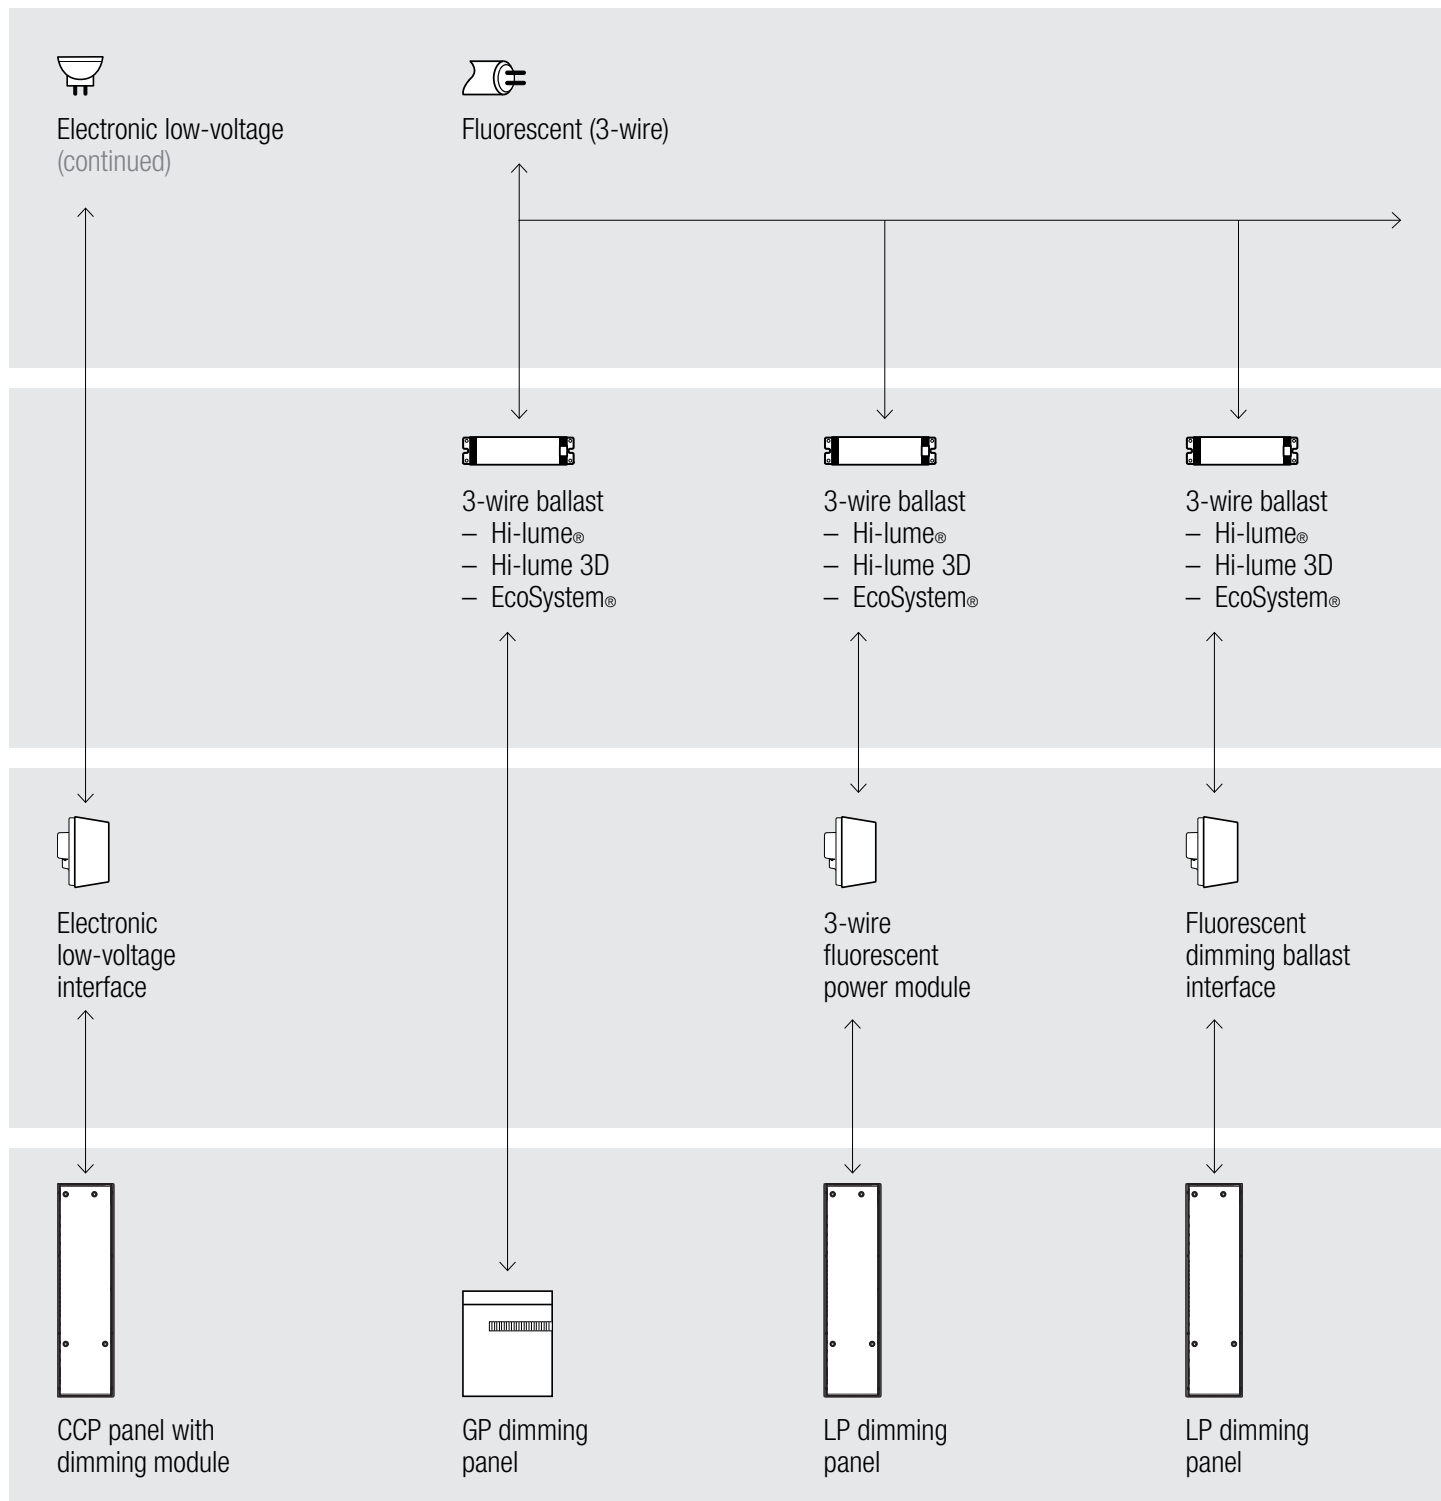 Electronic low-voltage
(continued)
Fluorescent (3-wire)
3-wire ballast
– Hi-lume®
– Hi-lume 3D
– EcoSystem®
3-wire ballast
– Hi-lume®
– Hi-lume 3D
– EcoSystem®
3-wire ballast
– Hi-lume®
– Hi-lume 3D
– EcoSystem®
Electronic
low-voltage
interface
3-wire
fluorescent
power module
Fluorescent
dimming ballast
interface
CCP panel with
dimming module
GP dimming
panel
LP dimming
panel
LP dimming
panel